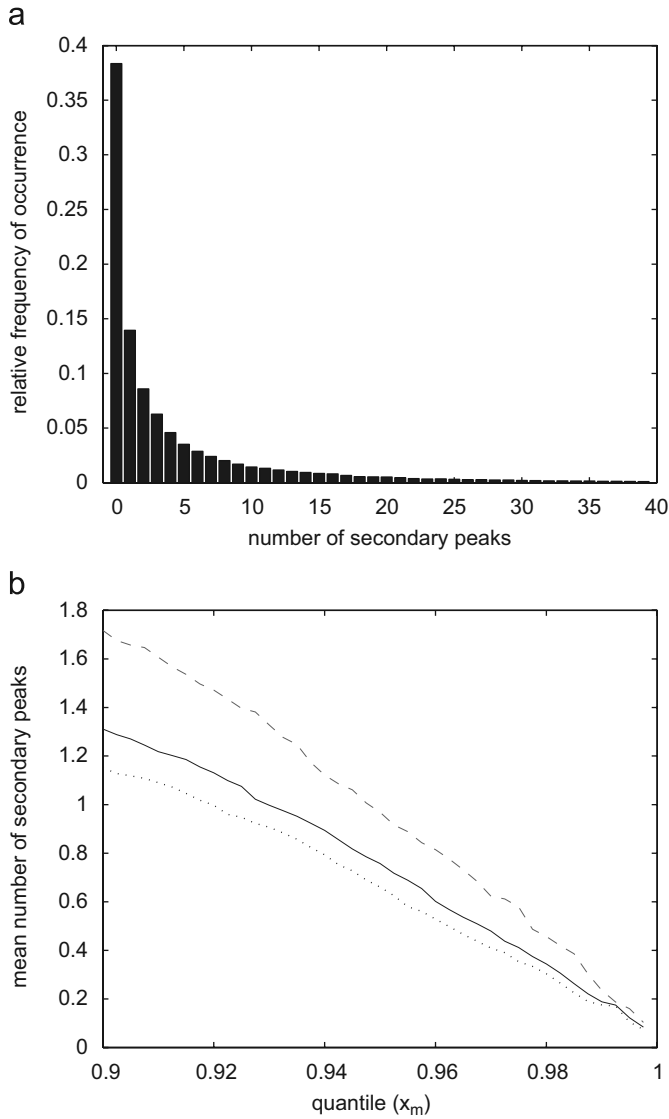 a
0.4
0.35
0.3
0.25
0.2
0.15
0.1
0.05
0
relative frequency of occurrence
0 5 10 15 20 25 30 35 40
number of secondary peaks
b
1.8
1.6
1.4
1.2
1
0.8
0.6
0.4
0.2
0
mean number of secondary peaks
0.9 0.92 0.94 0.96 0.98 1
quantile (xm)